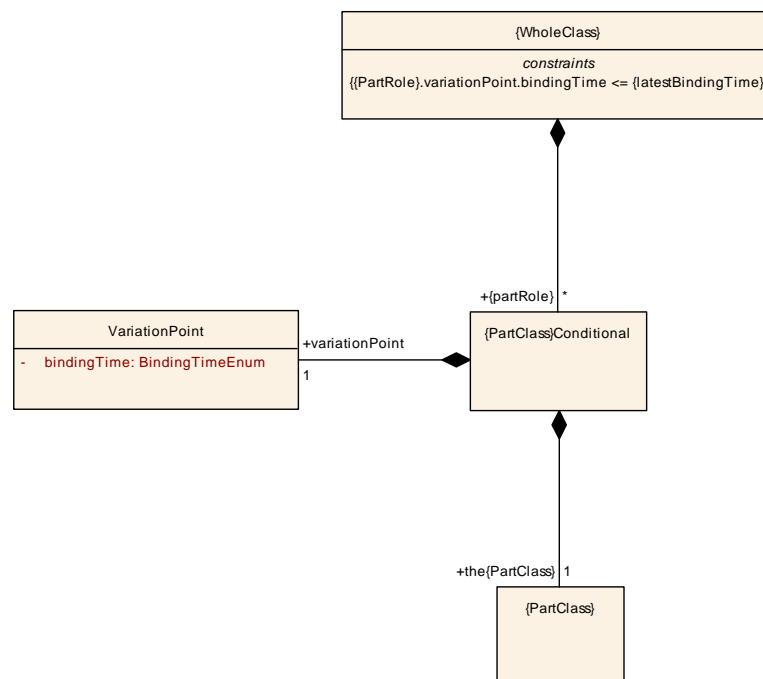 {WholeClass}
constraints
{{PartRole}.variationPoint.bindingTime <= {latestBindingTime}
+{partRole} *
VariationPoint
- bindingTime: BindingTimeEnum
+variationPoint
1
{PartClass}Conditional
+the{PartClass} 1
{PartClass}